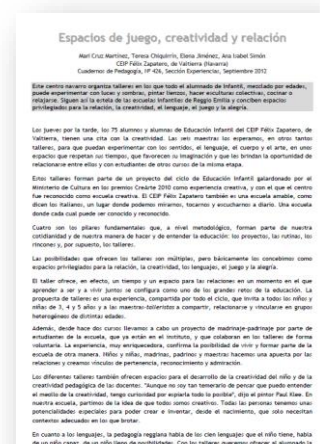 Espacios de juego, creatividad y relación
Mari Cruz Martínez, Teresa Chiquirrín, Elena Jiménez, Ana Isabel Simón
CEIP Félix Zapatero, de Valtierra (Navarra)
Cuadernos de Pedagogía, Nº 426, Sección Experiencias, Septiembre 2012
Este centro navarro organiza talleres en los que todo el alumnado de Infantil, mezclado por edades,
puede experimentar con luces y sombras, pintar lienzos, hacer esculturas colectivas, cocinar o
relajarse. Siguen así la estela de las escuelas infantiles de Reggio Emilia y conciben espacios
privilegiados para la relación, la creatividad, el lenguaje, el juego y la alegría.
Los jueves por la tarde, los 75 alumnos y alumnas de Educación Infantil del CEIP Félix Zapatero, de
Valtierra, tienen una cita con la creatividad. Las seis maestras los esperamos, en otros tantos
talleres, para que puedan experimentar con los sentidos, el lenguaje, el cuerpo y el arte, en unos
espacios que respetan sus tiempos, que favorecen su imaginación y que les brindan la oportunidad de
relacionarse entre ellos y con estudiantes de otros cursos de la misma etapa.
Estos talleres forman parte de un proyecto del ciclo de Educación Infantil galardonado por el
Ministerio de Cultura en los premios CreArte 2010 como experiencia creativa, y con el que el centro
fue reconocido como escuela creativa. El CEIP Félix Zapatero también es una escuela amable, como
dicen los italianos, un lugar donde podemos mirarnos, tocarnos y escucharnos a diario. Una escuela
donde cada cual puede ser conocido y reconocido.
Cuatro son los pilares fundamentales que, a nivel metodológico, forman parte de nuestra
cotidianidad y de nuestra manera de hacer y de entender la educación: los proyectos, las rutinas, los
rincones y, por supuesto, los talleres.
Las posibilidades que ofrecen los talleres son múltiples, pero básicamente los concebimos como
espacios privilegiados para la relación, la creatividad, los lenguajes, el juego y la alegría.
El taller ofrece, en efecto, un tiempo y un espacio para las relaciones en un momento en el que
aprender a ser y a vivir juntos se configura como uno de los grandes retos de la educación. La
propuesta de talleres es una experiencia, compartida por todo el ciclo, que invita a todos los niños y
niñas de 3, 4 y 5 años y a las maestras-talleristas a compartir, relacionarse y vincularse en grupos
heterogéneos de distintas edades.
Además, desde hace dos cursos llevamos a cabo un proyecto de madrinaje-padrinaje por parte de
estudiantes de la escuela, que ya están en el instituto, y que colaboran en los talleres de forma
voluntaria. La experiencia, muy enriquecedora, confirma la posibilidad de vivir y formar parte de la
escuela de otra manera. Niños y niñas, madrinas, padrinos y maestras hacemos una apuesta por las
relaciones y creamos vínculos de pertenencia, reconocimiento y admiración.
Los diferentes talleres también ofrecen espacios para el desarrollo de la creatividad del niño y de la
creatividad pedagógica de las docentes. "Aunque no soy tan temerario de pensar que puedo entender
el meollo de la creatividad, tengo curiosidad por explorarla todo lo posible", dijo el pintor Paul Klee. En
nuestra escuela, partimos de la idea de que todos somos creativos. Todas las personas tenemos unas
potencialidades especiales para poder crear e inventar, desde el nacimiento, que solo necesitan
contextos adecuados en los que brotar.
En cuanto a los lenguajes, la pedagogía reggiana habla de los cien lenguajes que el niño tiene, habla